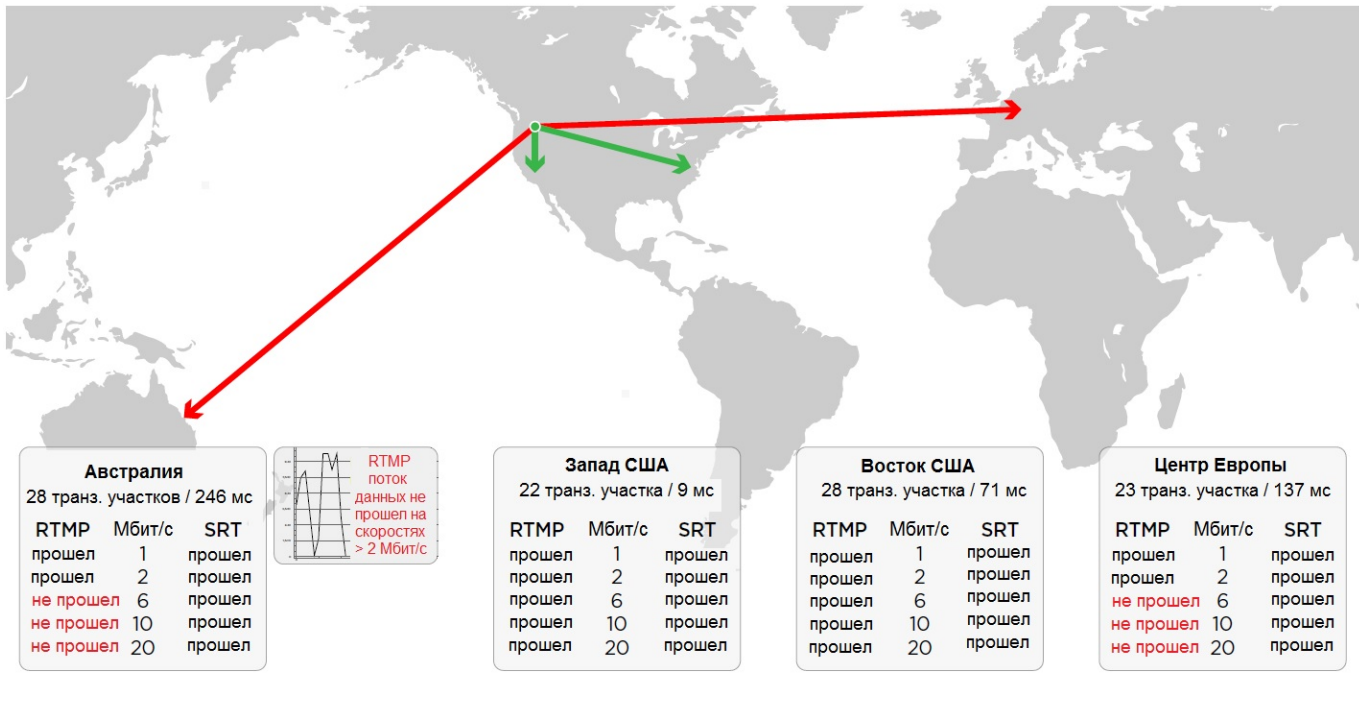 Австралия
28 транз. участков / 246 мс
RTMP Мбит/с SRT
прошел 1 прошел
прошел 2 прошел
не прошел 6 прошел
не прошел 10 прошел
не прошел 20 прошел
RTMP
поток
данных не
прошел на
скоростях
> 2 Мбит/с
Запад США
22 транз. участка / 9 мс
RTMP Мбит/с SRT
прошел 1 прошел
прошел 2 прошел
прошел 6 прошел
прошел 10 прошел
прошел 20 прошел
Восток США
28 транз. участка / 71 мс
RTMP Мбит/с SRT
прошел 1 прошел
прошел 2 прошел
прошел 6 прошел
прошел 10 прошел
прошел 20 прошел
Центр Европы
23 транз. участка / 137 мс
RTMP Мбит/с SRT
прошел 1 прошел
прошел 2 прошел
не прошел 6 прошел
не прошел 10 прошел
не прошел 20 прошел